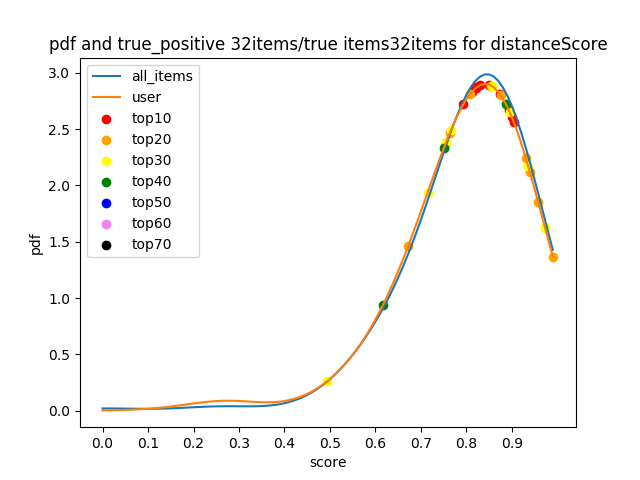 pdf and true_positive 32items/true items32items for distanceScore
3.0
2.5
2.0
1.5
1.0
0.5
0.0
pdf
all_items
user
top10
top20
top30
top40
top50
top60
top70
0.0 0.1 0.2 0.3 0.4 0.5 0.6 0.7 0.8 0.9
score